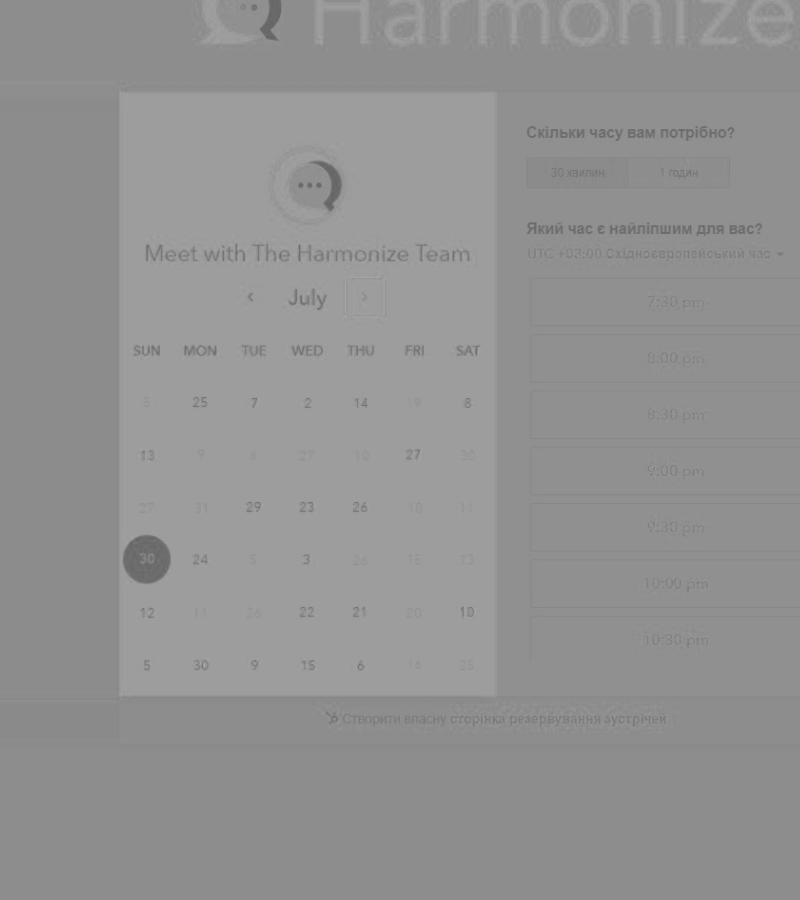 Harmonize
Meet with The Harmonize Team
July
SUN MON TUE WED THU FRI SAT
5 25 7 2 14 19 8
13 9 6 27 10 27 30
27 31 29 23 26 10 11
30 24 5 3 26 15 13
12 11 26 22 21 20 10
5 30 9 15 6 14 25
Скільки часу вам потрібно?
30 хвилин 1 годин
Який час є найліпшим для вас?
UTC +03:00 Східноєвропейський час
7:30 pm
8:00 pm
8:30 pm
9:00 pm
9:30 pm
10:00 pm
10:30 pm
Створити власну сторінка резервування зустрічей